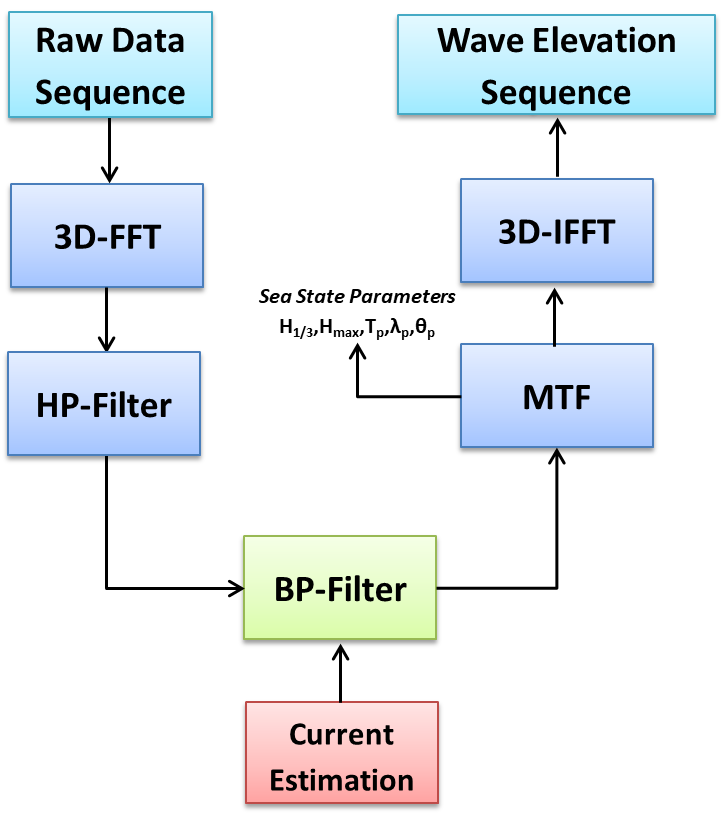 Raw Data
Sequence
3D-FFT
HP-Filter
BP-Filter
Current
Estimation
MTF
Sea State Parameters
H1/3,Hmax,Tp,λp,θp
3D-IFFT
Wave Elevation
Sequence